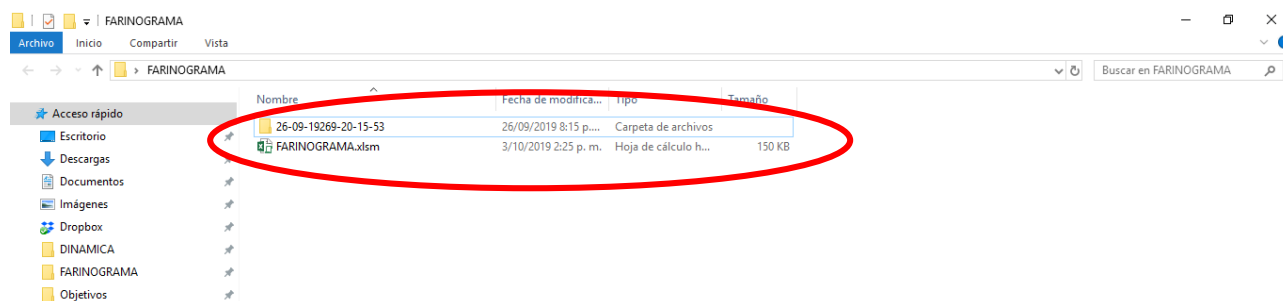 FARINOGRAMA
Archivo Inicio Compartir Vista
FARINOGRAMA Buscar en FARINOGRAMA
Nombre Fecha de modifica... Tipo Tamaño
Acceso rápido
26-09-19269-20-15-53 26/09/2019 8:15 p.... Carpeta de archivos
Escritorio
FARINOGRAMA.xlsm 3/10/2019 2:25 p. m. Hoja de cálculo h... 150 KB
Descargas
Documentos
Imágenes
Dropbox
DINAMICA
FARINOGRAMA
Objetivos